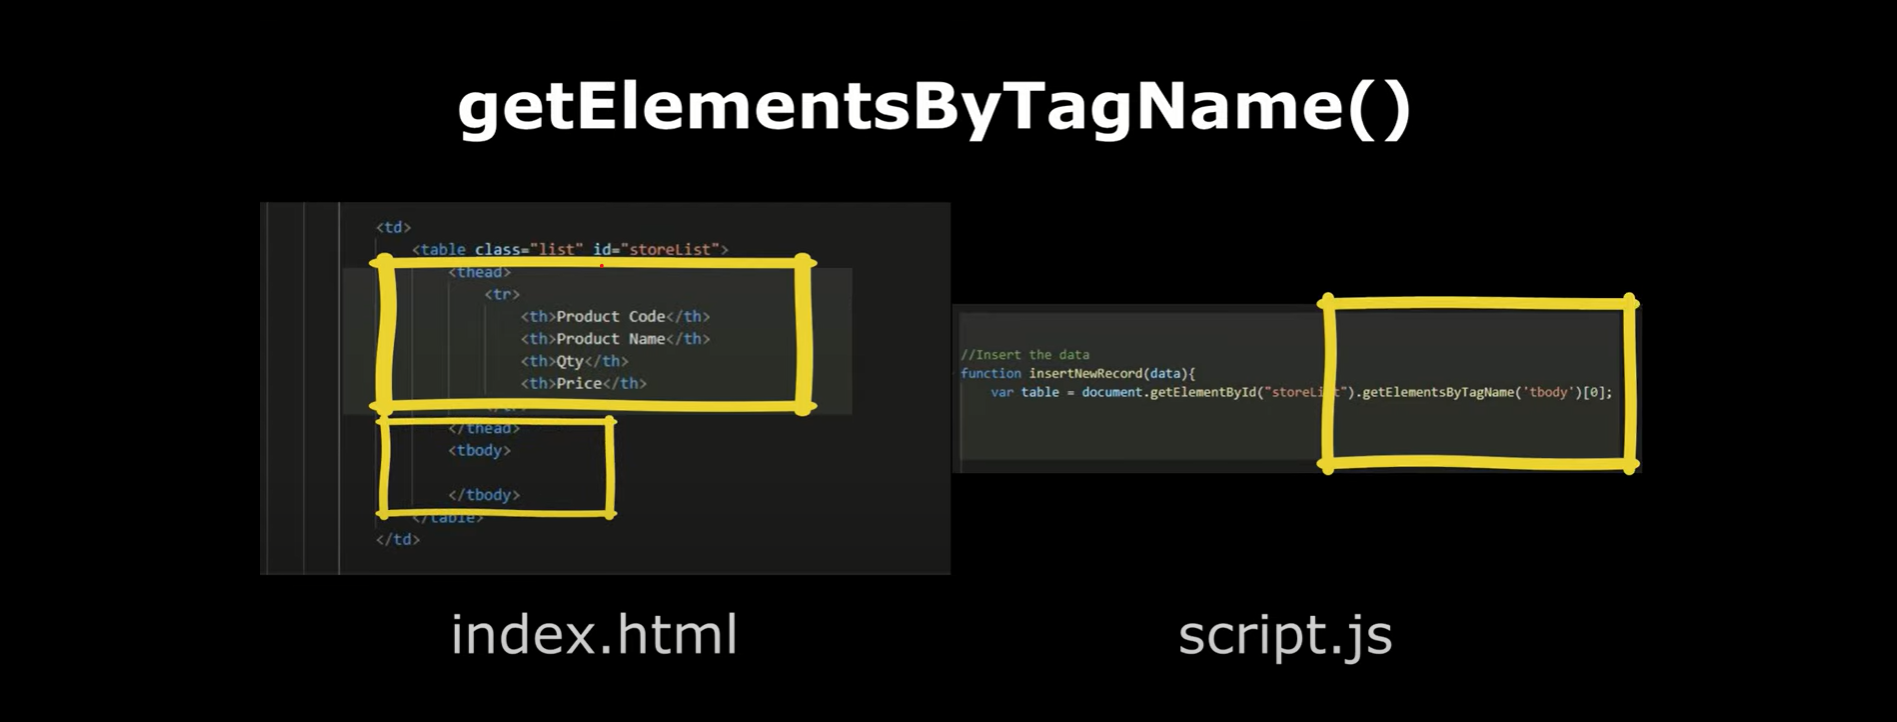 getElementsByTagName()
<td>
<table class="list" id="storeList">
<thead>
<tr>
<th>Product Code</th>
<th>Product Name</th>
<th>Qty</th>
<th>Price</th>
</tr>
</thead>
<tbody>
</tbody>
</table>
</td>
//Insert the data
function insertNewRecord(data){
var table = document.getElementById("storeList").getElementsByTagName('tbody')[0];
index.html
script.js